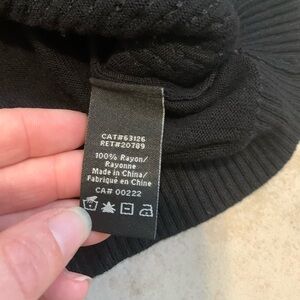 CAT#63126
RET#20789
100% Rayon/
Rayonne
Made in China/
Fabriqué en Chine
CA# 00222